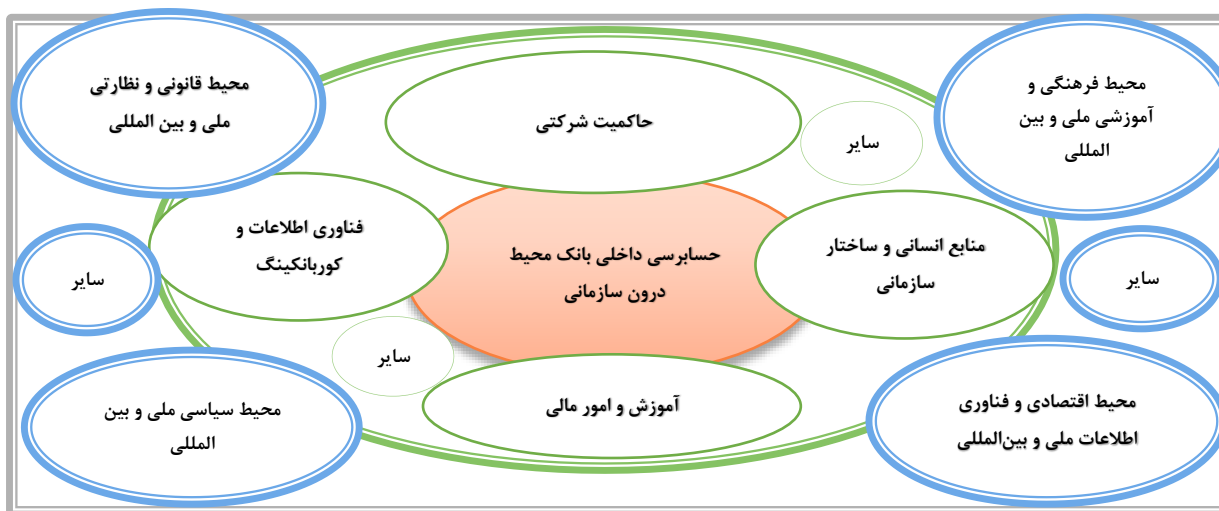 محیط فرهنگی و
آموزشی ملی و بین
المللی
محیط قانونی و نظارتی
ملی و بین المللی
حاکمیت شرکتی
سایر
منابع انسانی و ساختار
سازمانی
حسابرسی داخلی بانک محیط
درون سازمانی
فناوری اطلاعات و
کوربانکینگ
سایر
سایر
سایر
محیط اقتصادی و فناوری
اطلاعات ملی و بین‌المللی
آموزش و امور مالی
محیط سیاسی ملی و بین
المللی